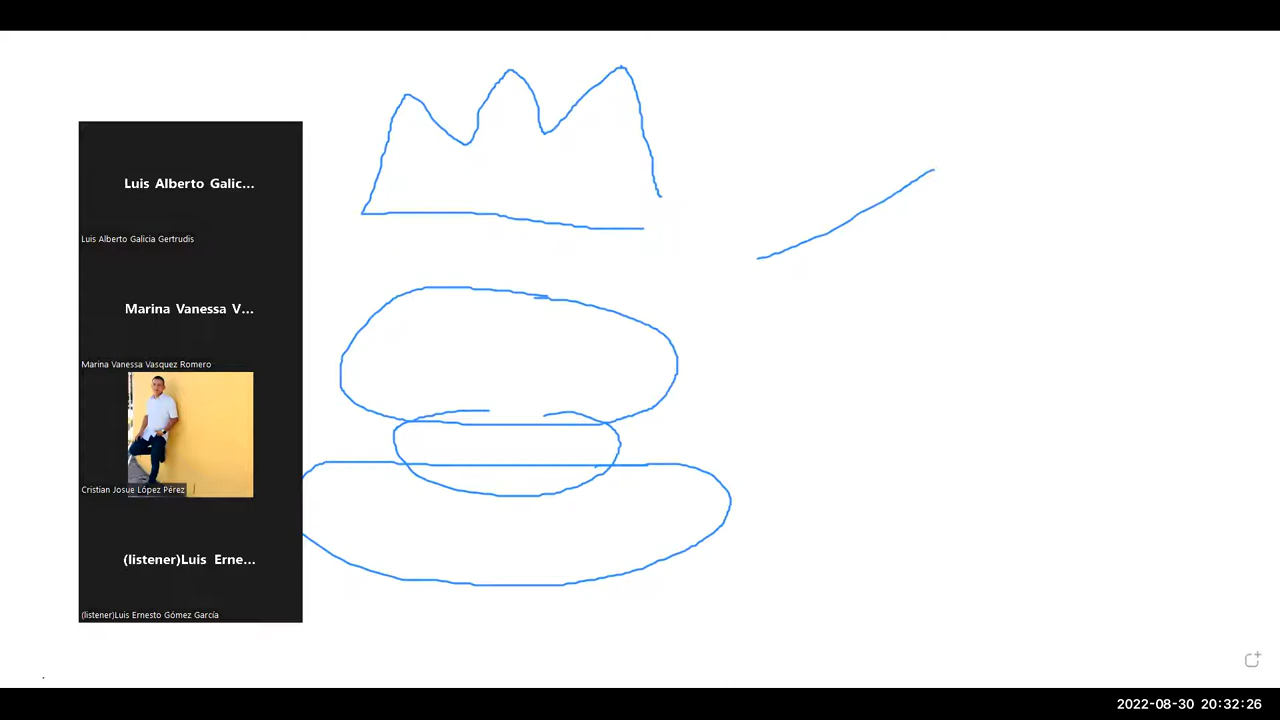 Luis Alberto Galic...
Luis Alberto Galicia Gertrudis
Marina Vanessa V...
Marina Vanessa Vasquez Romero
Cristian Josue López Pérez
(listener)Luis Erne...
(listener)Luis Ernesto Gómez García
2022-08-30 20:32:26